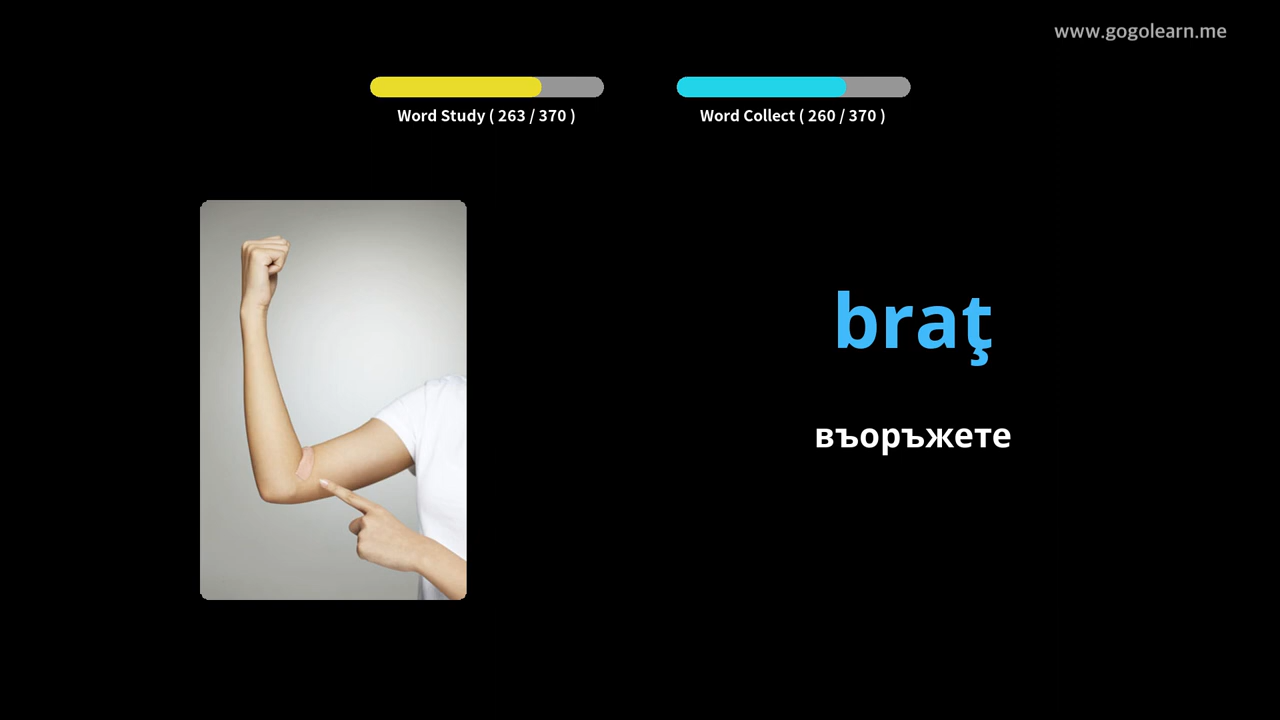 www.gogolearn.me
Word Study ( 263 / 370 )
Word Collect ( 260 / 370 )
braţ
въоръжете